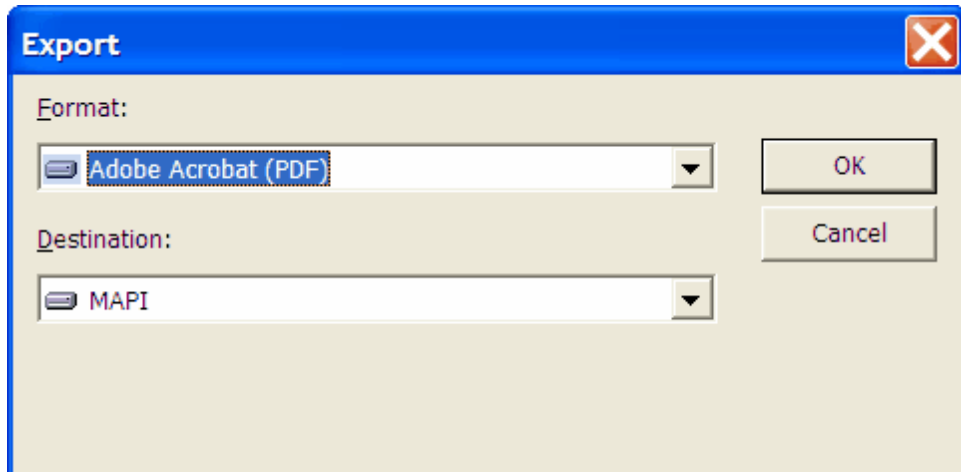 Export
Format:
Adobe Acrobat (PDF)
OK
Destination:
Cancel
MAPI